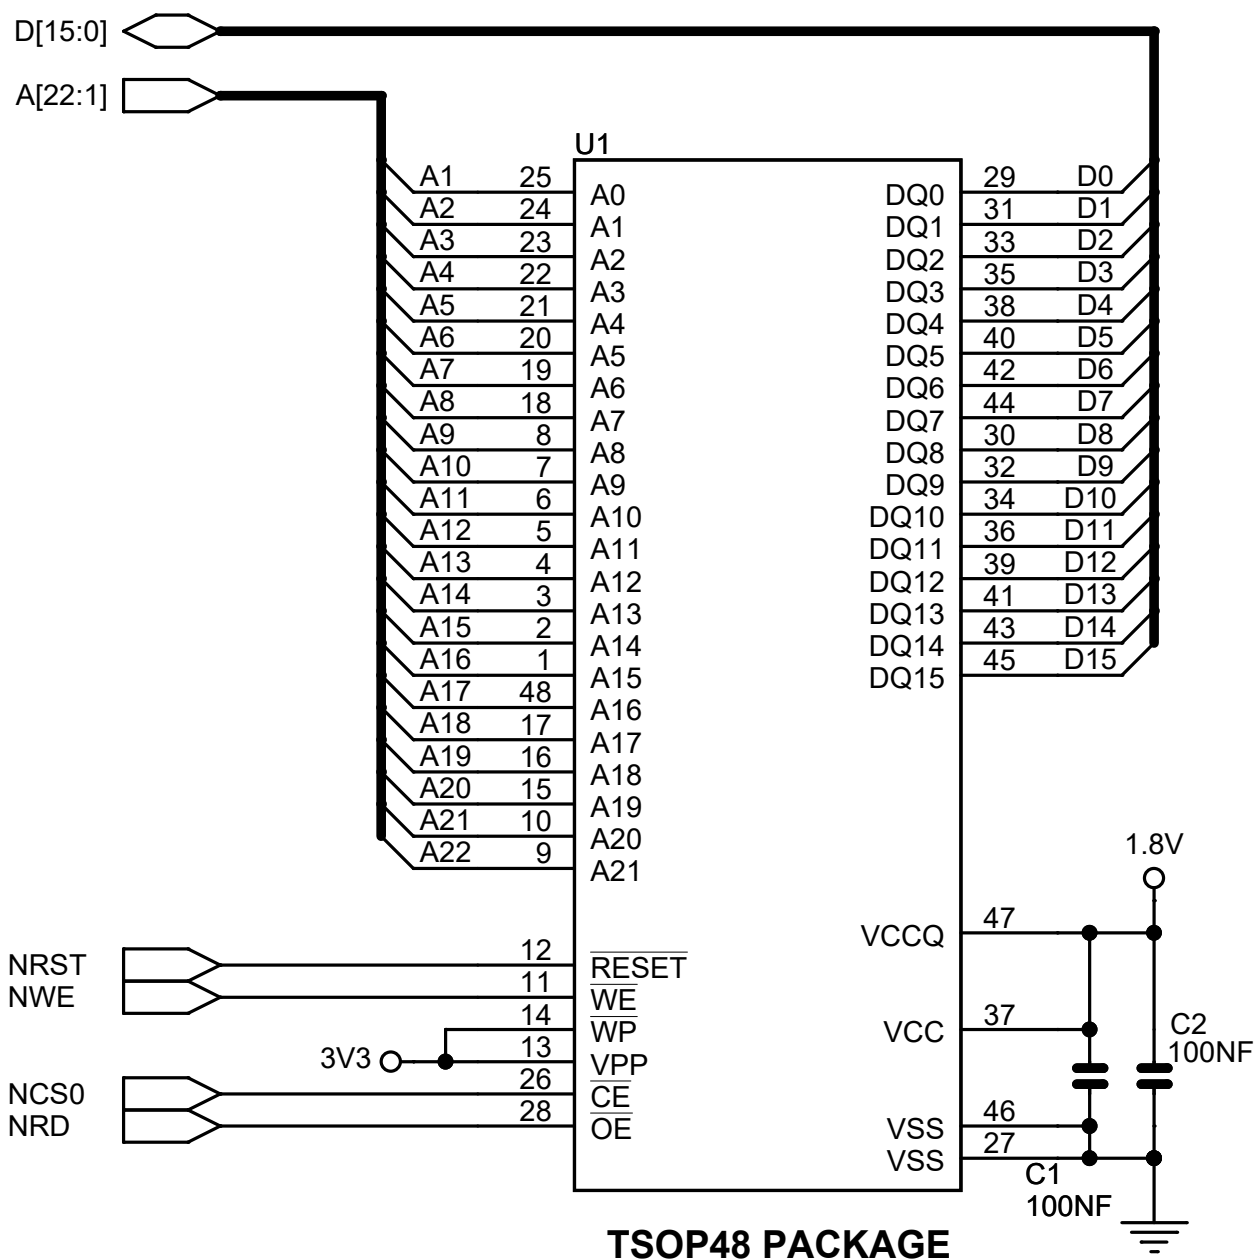 D[15:0]
A[22:1]
U1
A1 25 A0 DQ0 29 D0
A2 24 A1 DQ1 31 D1
A3 23 A2 DQ2 33 D2
A4 22 A3 DQ3 35 D3
A5 21 A4 DQ4 38 D4
A6 20 A5 DQ5 40 D5
A7 19 A6 DQ6 42 D6
A8 18 A7 DQ7 44 D7
A9 8 A8 DQ8 30 D8
A10 7 A9 DQ9 32 D9
A11 6 A10 DQ10 34 D10
A12 5 A11 DQ11 36 D11
A13 4 A12 DQ12 39 D12
A14 3 A13 DQ13 41 D13
A15 2 A14 DQ14 43 D14
A16 1 A15 DQ15 45 D15
A17 48 A16
A18 17 A17
A19 16 A18
A20 15 A19
A21 10 A20
A22 9 A21
1.8V
VCCQ 47
NRST 12 RESET
NWE 11 WE
14 WP VCC 37 C2
100NF
3V3 13 VPP
NCS0 26 CE
NRD 28 OE VSS 46
VSS 27
C1
100NF
TSOP48 PACKAGE